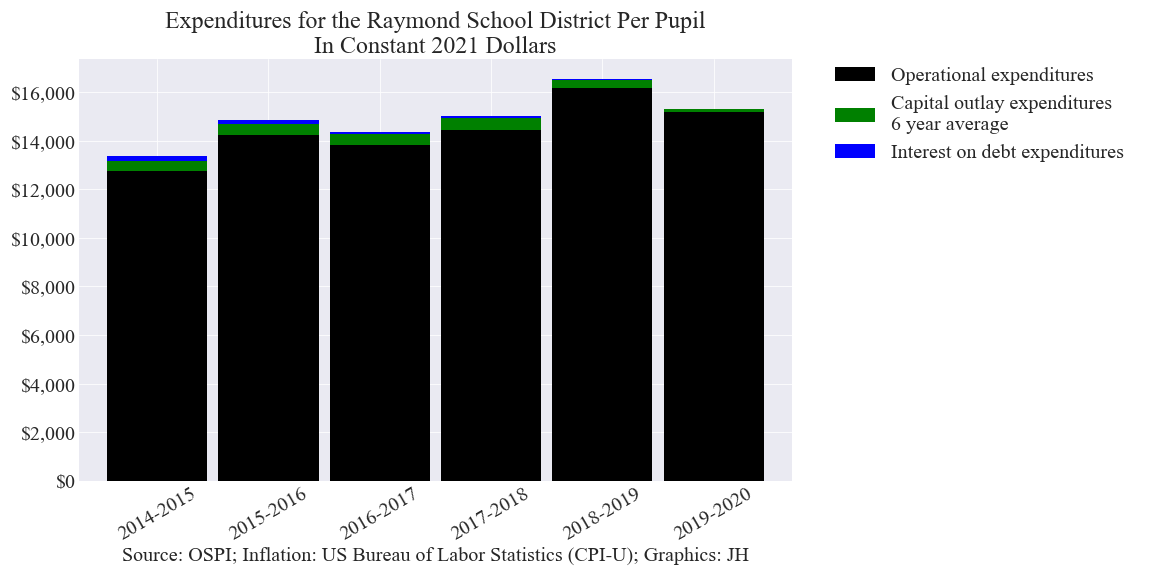 Expenditures for the Raymond School District Per Pupil
In Constant 2021 Dollars
$16,000
$14,000
$12,000
$10,000
$8,000
$6,000
$4,000
$2,000
$0
2014-2015
2015-2016
2016-2017
2017-2018
2018-2019
2019-2020
Source: OSPI; Inflation: US Bureau of Labor Statistics (CPI-U); Graphics: JH
Operational expenditures
Capital outlay expenditures
6 year average
Interest on debt expenditures